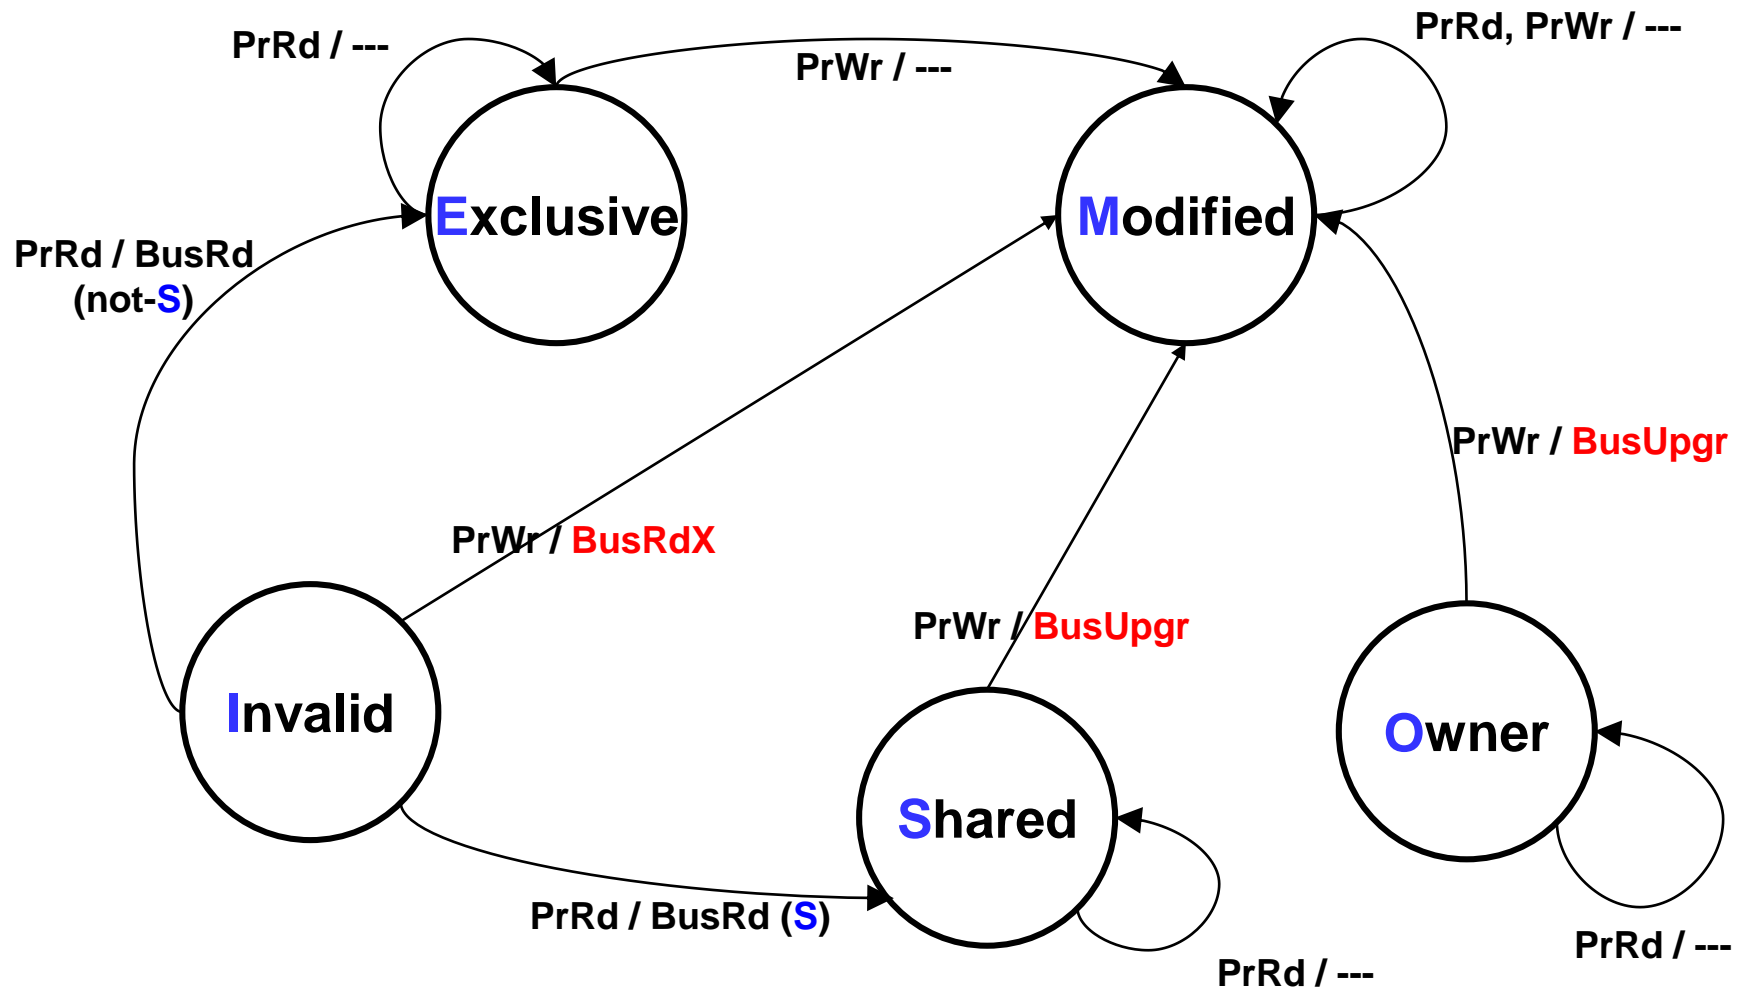 PrRd / ---
PrWr / ---
PrRd, PrWr / ---
Exclusive
Modified
PrRd / BusRd
(not-S)
PrWr / BusUpgr
PrWr / BusRdX
PrWr / BusUpgr
Invalid
Owner
Shared
PrRd / BusRd (S)
PrRd / ---
PrRd / ---